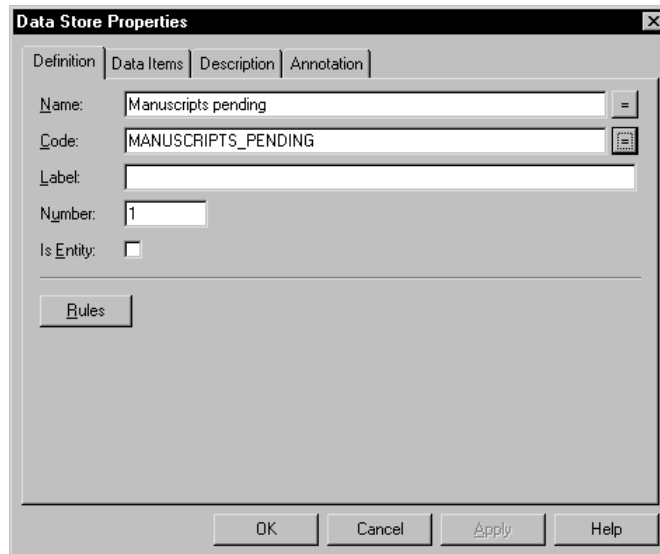 Data Store Properties
Definition Data Items Description Annotation
Name: Manuscripts pending =
Code: MANUSCRIPTS_PENDING =
Label:
Number: 1
Is Entity:
Rules
OK Cancel Apply Help